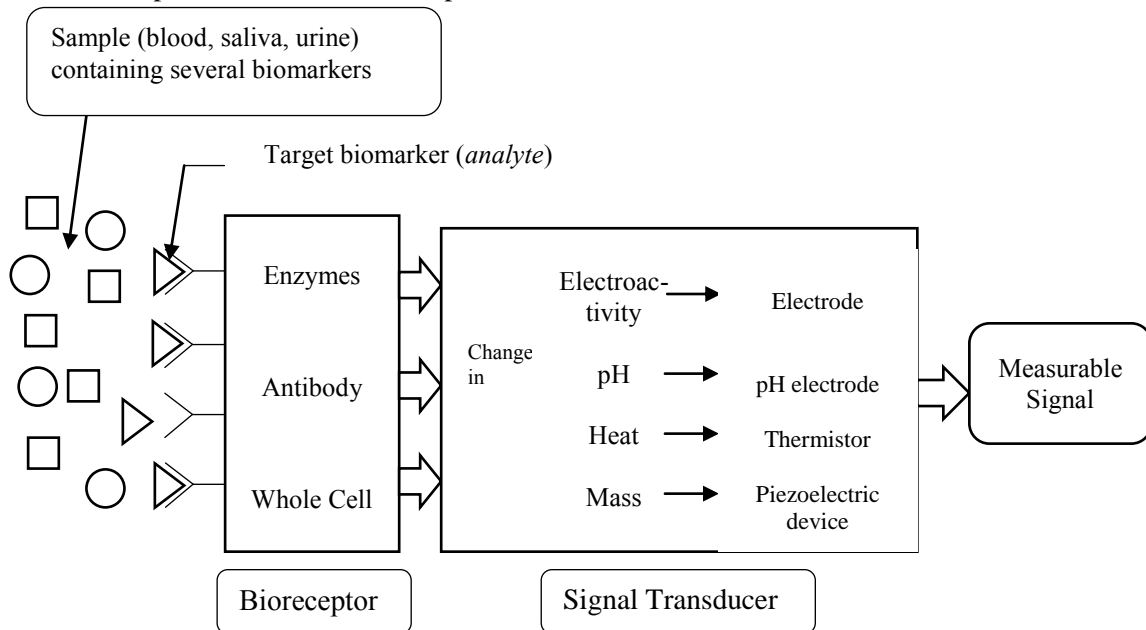 Sample (blood, saliva, urine)
containing several biomarkers
Target biomarker (analyte)
Enzymes
Antibody
Whole Cell
Bioreceptor
Change
in
Electroac-
tivity
Electrode
pH
pH electrode
Heat
Thermistor
Mass
Piezoelectric
device
Signal Transducer
Measurable
Signal